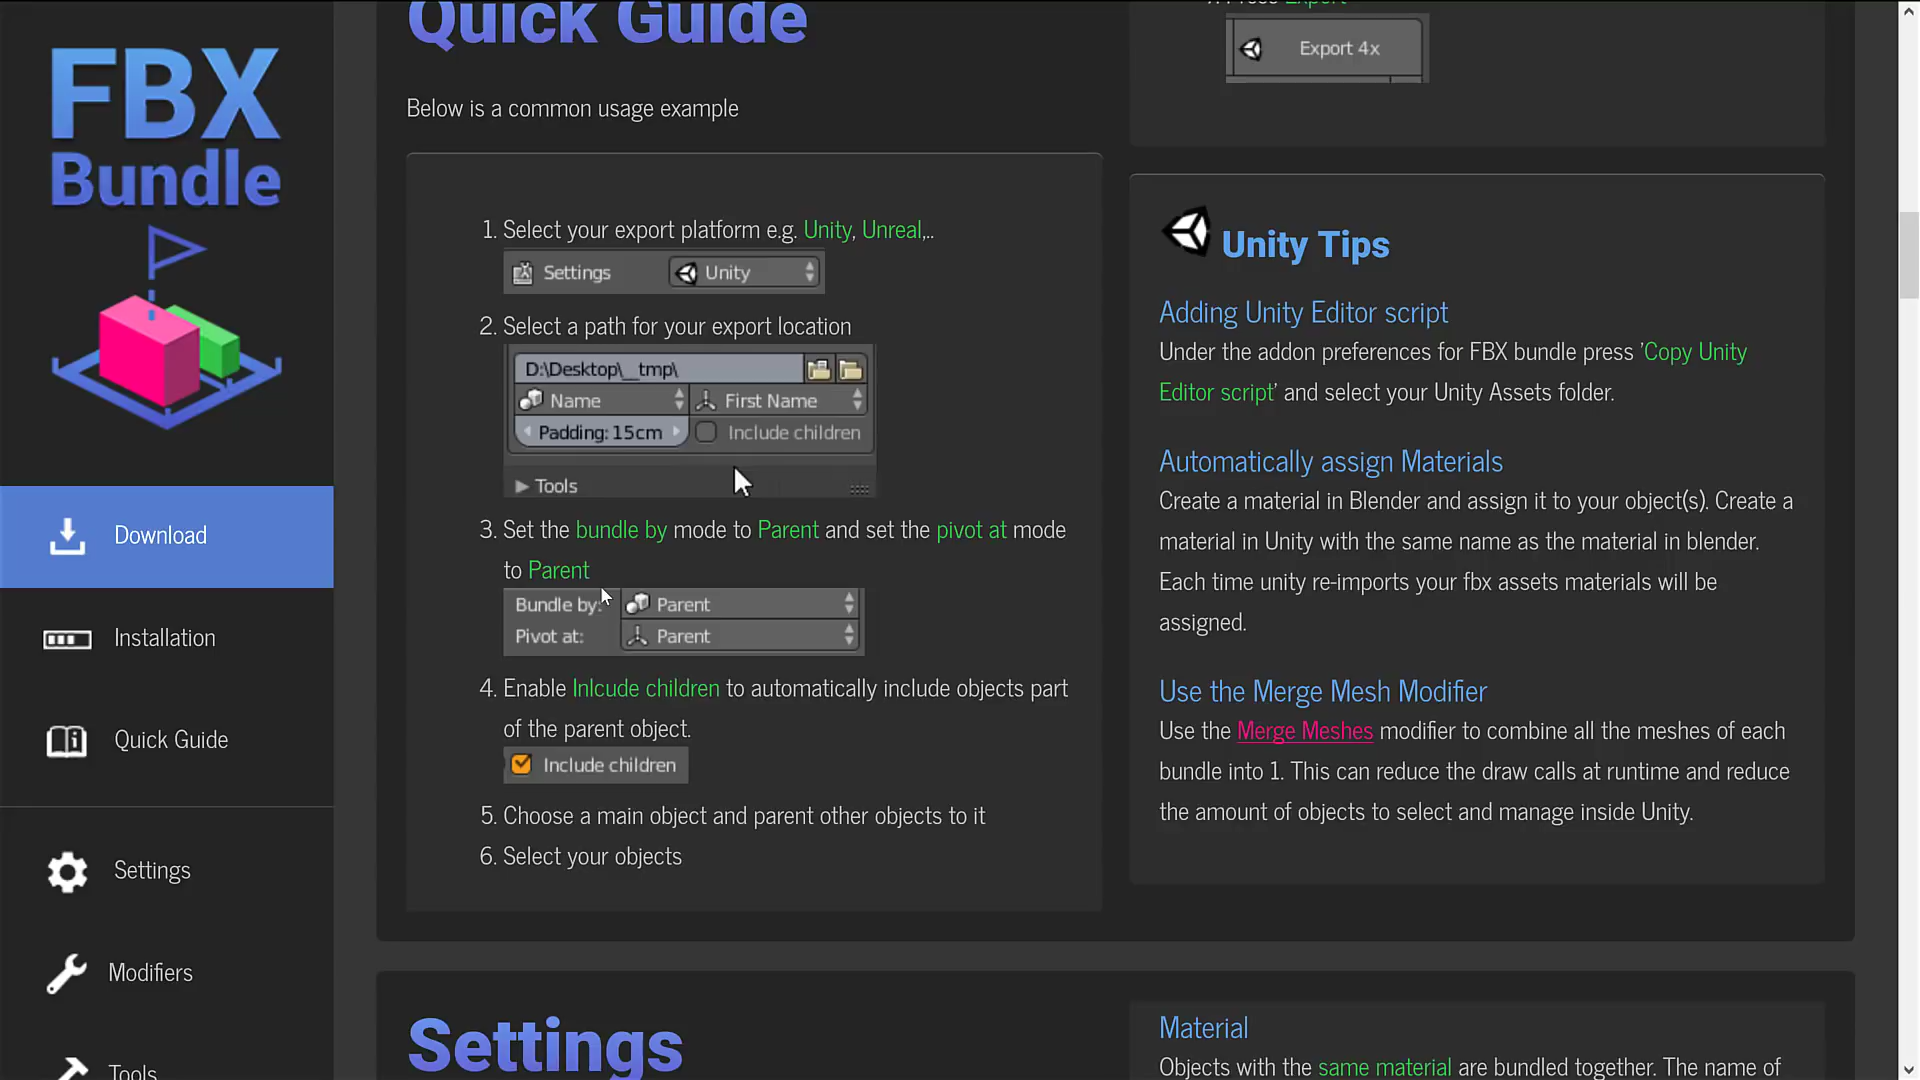 FBX
Bundle
Download
Installation
Quick Guide
Settings
Modifiers
Tools
Quick Guide
Below is a common usage example
1. Select your export platform e.g. Unity, Unreal,..
Settings Unity
2. Select a path for your export location
D:\Desktop\__tmp\
Name First Name
Padding: 15cm Include children
Tools
3. Set the bundle by mode to Parent and set the pivot at mode
to Parent
Bundle by: Parent
Pivot at: Parent
4. Enable Inlcude children to automatically include objects part
of the parent object.
Include children
5. Choose a main object and parent other objects to it
6. Select your objects
Export 4x
Unity Tips
Adding Unity Editor script
Under the addon preferences for FBX bundle press 'Copy Unity
Editor script' and select your Unity Assets folder.
Automatically assign Materials
Create a material in Blender and assign it to your object(s). Create a
material in Unity with the same name as the material in blender.
Each time unity re-imports your fbx assets materials will be
assigned.
Use the Merge Mesh Modifier
Use the Merge Meshes modifier to combine all the meshes of each
bundle into 1. This can reduce the draw calls at runtime and reduce
the amount of objects to select and manage inside Unity.
Settings
Material
Objects with the same material are bundled together. The name of